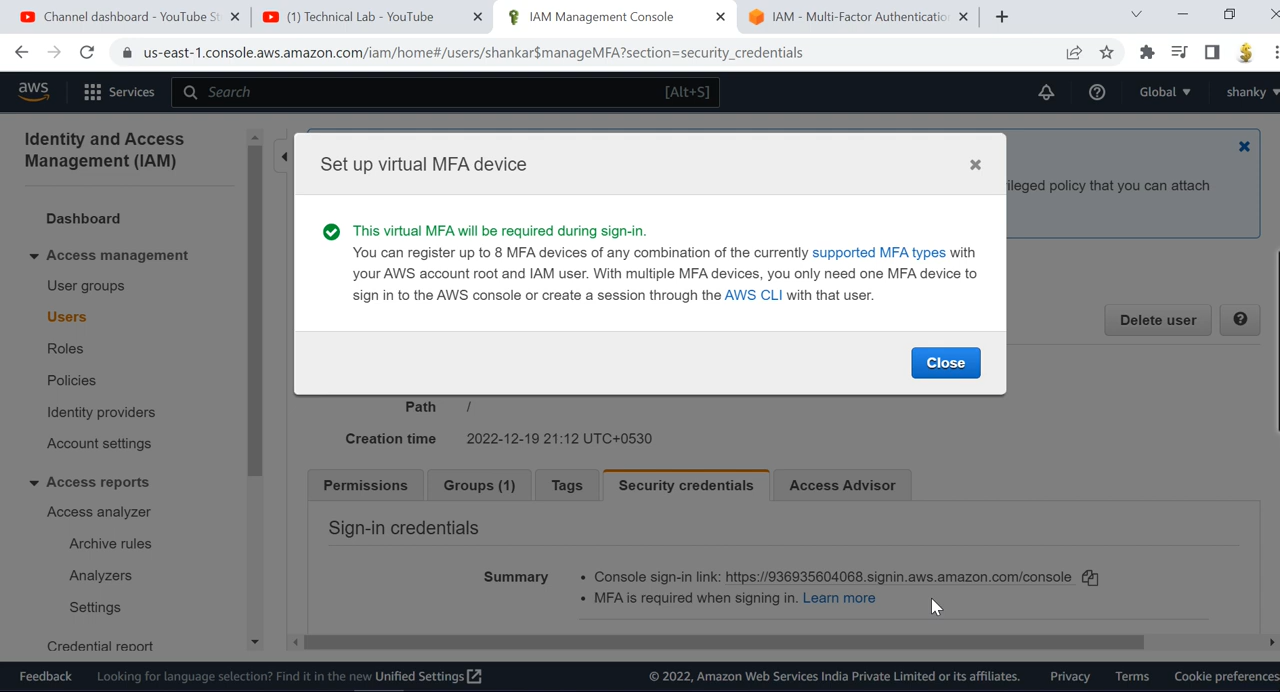 Channel dashboard - YouTube St
(1) Technical Lab - YouTube
IAM Management Console
IAM - Multi-Factor Authentication
us-east-1.console.aws.amazon.com/iam/home#/users/shankar$manageMFA?section=security_credentials
aws
Services
Search
[Alt+S]
Global
shanky
Identity and Access
Management (IAM)
Dashboard
Access management
User groups
Users
Roles
Policies
Identity providers
Account settings
Access reports
Access analyzer
Archive rules
Analyzers
Settings
Credential report
ileged policy that you can attach
Set up virtual MFA device
This virtual MFA will be required during sign-in.
You can register up to 8 MFA devices of any combination of the currently supported MFA types with
your AWS account root and IAM user. With multiple MFA devices, you only need one MFA device to
sign in to the AWS console or create a session through the AWS CLI with that user.
Close
Delete user
Path /
Creation time 2022-12-19 21:12 UTC+0530
Permissions
Groups (1)
Tags
Security credentials
Access Advisor
Sign-in credentials
Summary
• Console sign-in link: https://936935604068.signin.aws.amazon.com/console
• MFA is required when signing in. Learn more
Feedback
Looking for language selection? Find it in the new Unified Settings
© 2022, Amazon Web Services India Private Limited or its affiliates.
Privacy
Terms
Cookie preferences